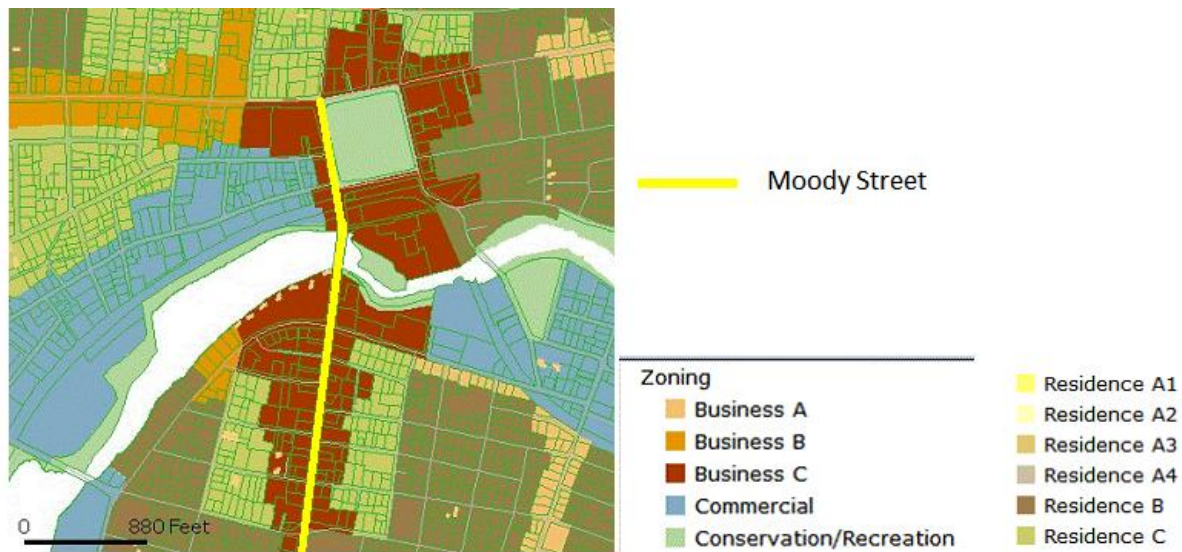 Moody Street
0 880 Feet
Zoning
Business A
Business B
Business C
Commercial
Conservation/Recreation
Residence A1
Residence A2
Residence A3
Residence A4
Residence B
Residence C